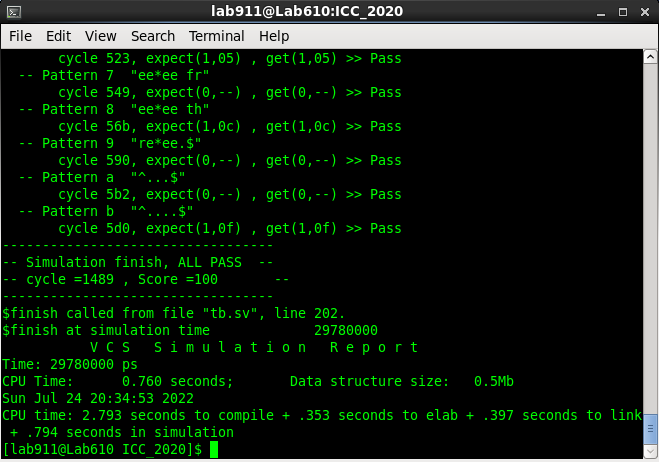 lab911@Lab610:ICC_2020
File Edit View Search Terminal Help
cycle 523, expect(1,05) , get(1,05) >> Pass
-- Pattern 7  "ee*ee fr"
cycle 549, expect(0,--) , get(0,--) >> Pass
-- Pattern 8  "ee*ee th"
cycle 56b, expect(1,0c) , get(1,0c) >> Pass
-- Pattern 9  "re*ee.$"
cycle 590, expect(0,--) , get(0,--) >> Pass
-- Pattern a  "^...$"
cycle 5b2, expect(0,--) , get(0,--) >> Pass
-- Pattern b  "^....$"
cycle 5d0, expect(1,0f) , get(1,0f) >> Pass
----------------------------------
-- Simulation finish, ALL PASS  --
-- cycle =1489 , Score =100       --
----------------------------------
$finish called from file "tb.sv", line 202.
$finish at simulation time             29780000
V C S   S i m u l a t i o n   R e p o r t
Time: 29780000 ps
CPU Time:      0.760 seconds;       Data structure size:   0.5Mb
Sun Jul 24 20:34:53 2022
CPU time: 2.793 seconds to compile + .353 seconds to elab + .397 seconds to link
+ .794 seconds in simulation
[lab911@Lab610 ICC_2020]$